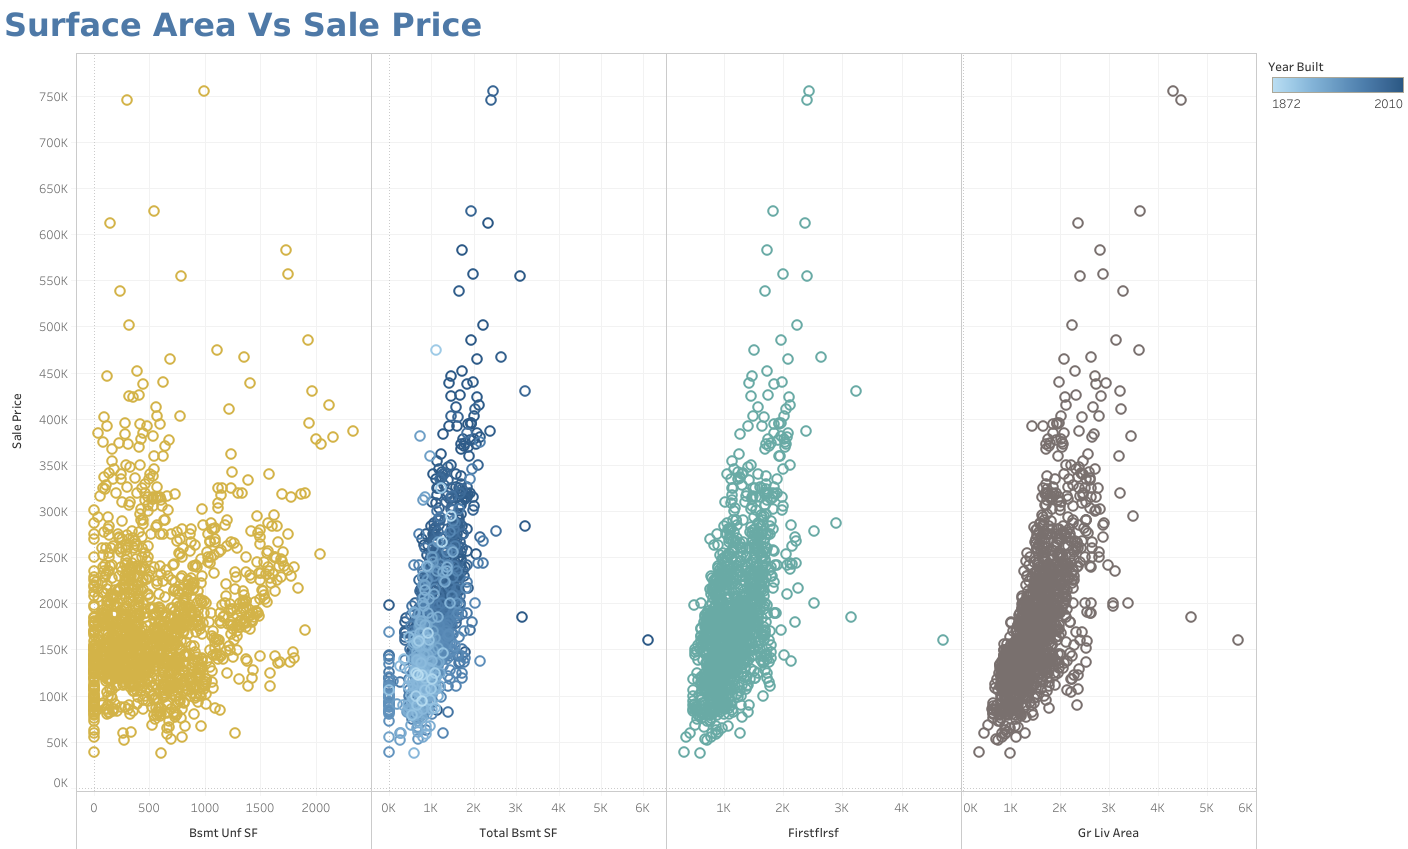 Surface Area Vs Sale Price
Year Built
1872 2010
Sale Price
750K
700K
650K
600K
550K
500K
450K
400K
350K
300K
250K
200K
150K
100K
50K
0K
0 500 1000 1500 2000 0K 1K 2K 3K 4K 5K 6K 1K 2K 3K 4K 0K 1K 2K 3K 4K 5K 6K
Bsmt Unf SF Total Bsmt SF Firstflrsf Gr Liv Area